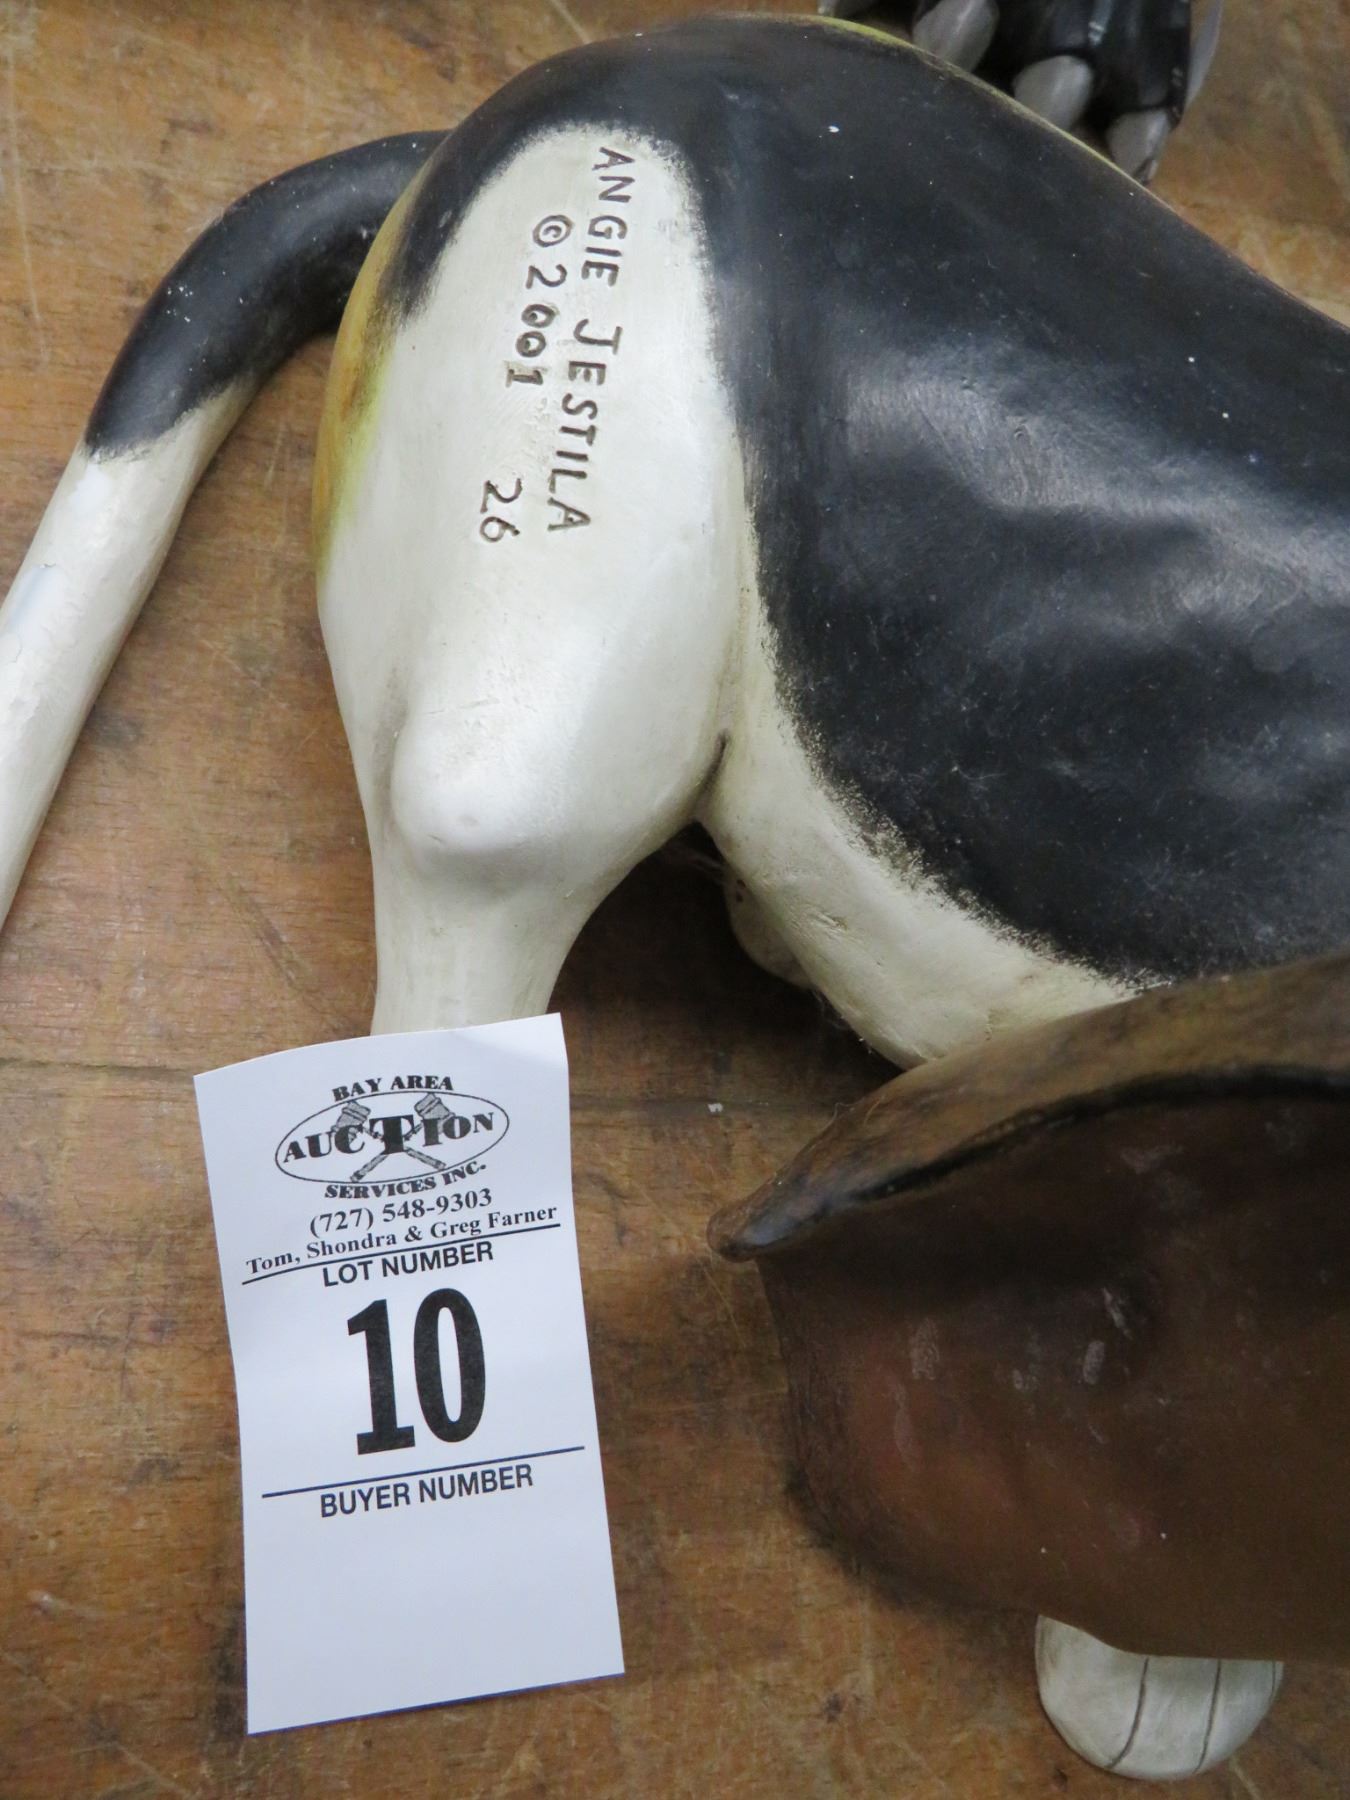 ANGIE JESTILA
© 2001 26
BAY AREA
AUCTION
SERVICES INC.
(727) 548-9303
Tom, Shondra & Greg Farner
LOT NUMBER
10
BUYER NUMBER